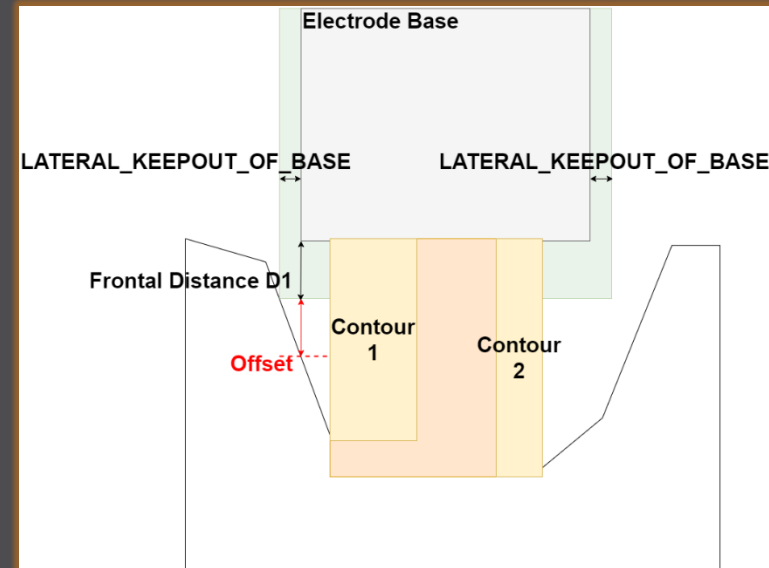 Electrode Base
LATERAL_KEEPOUT_OF_BASE
LATERAL_KEEPOUT_OF_BASE
Frontal Distance D1
Contour
1
Contour
2
Offset